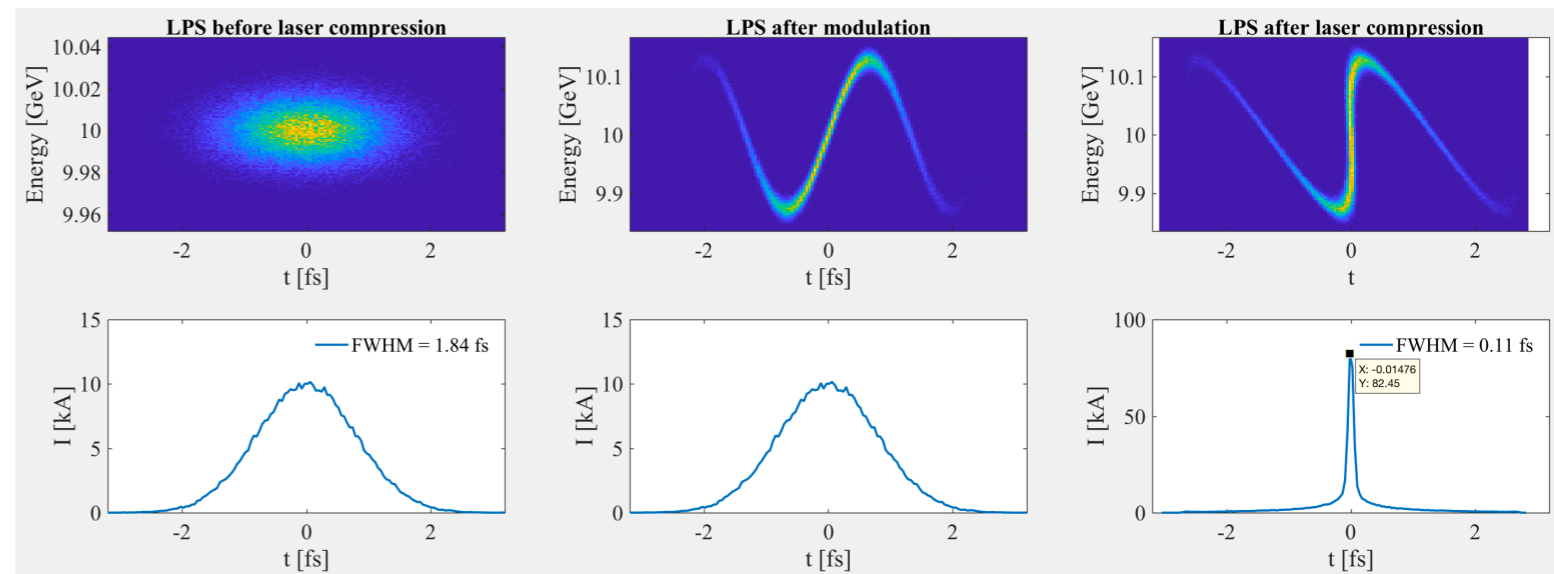 LPS before laser compression
10.04
10.02
10
9.98
9.96
Energy [GeV]
-2 0 2
t [fs]
LPS after modulation
10.1
10
9.9
Energy [GeV]
-2 0 2
t [fs]
LPS after laser compression
10.1
10
9.9
Energy [GeV]
-2 0 2
t
15
10
5
0
I [kA]
FWHM = 1.84 fs
-2 0 2
t [fs]
15
10
5
0
I [kA]
-2 0 2
t [fs]
100
50
0
I [kA]
FWHM = 0.11 fs
X: -0.01476
Y: 82.45
-2 0 2
t [fs]